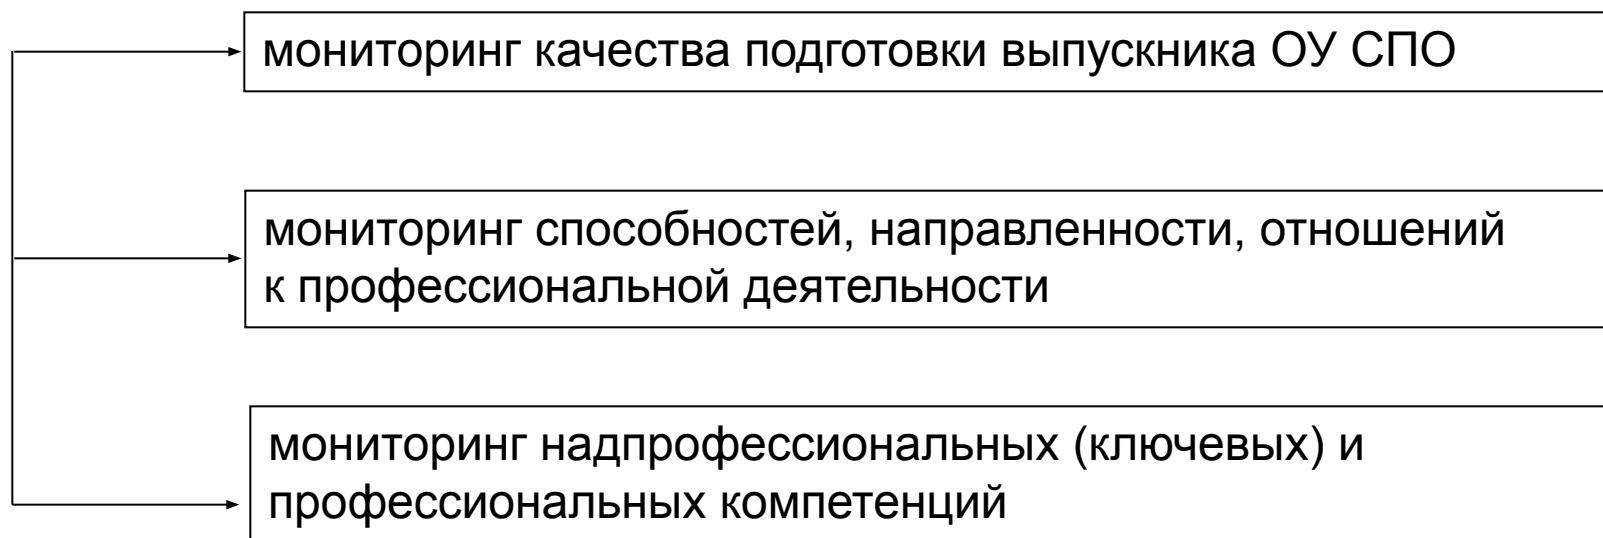 мониторинг качества подготовки выпускника ОУ СПО
мониторинг способностей, направленности, отношений
к профессиональной деятельности
мониторинг надпрофессиональных (ключевых) и
профессиональных компетенций